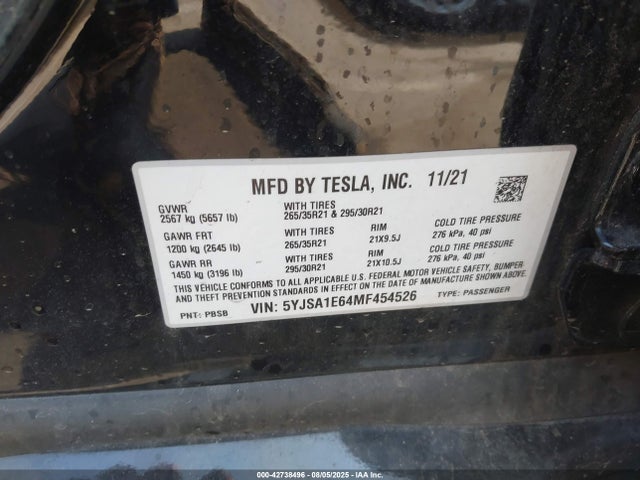 MFD BY TESLA, INC. 11/21
GVWR
2567 kg (5657 lb)
WITH TIRES
265/35R21 & 295/30R21
GAWR FRT
1200 kg (2645 lb)
WITH TIRES
265/35R21
RIM
21X9.5J
COLD TIRE PRESSURE
276 kPa, 40 psi
GAWR RR
1450 kg (3196 lb)
WITH TIRES
295/30R21
RIM
21X10.5J
COLD TIRE PRESSURE
276 kPa, 40 psi
THIS VEHICLE CONFORMS TO ALL APPLICABLE U.S. FEDERAL MOTOR VEHICLE SAFETY, BUMPER-
AND THEFT PREVENTION STANDARDS IN EFFECT ON THE DATE OF MANUFACTURE SHOWN ABOVE.
PNT: PBSB
VIN: 5YJSA1E64MF454526
TYPE: PASSENGER
000-42738496 - 08/05/2025 - IAA Inc.